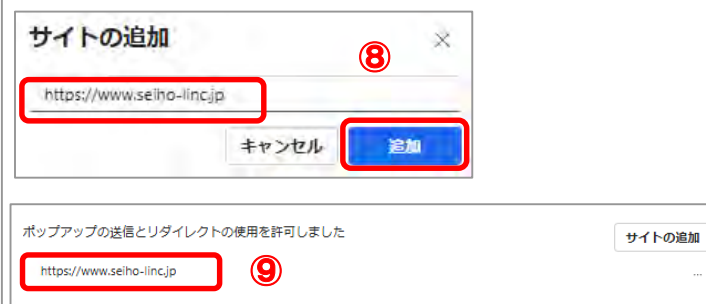 サイトの追加
×
⑧
https://www.seiho-linc.jp
キャンセル
追加
ポップアップの送信とリダイレクトの使用を許可しました
サイトの追加
https://www.seiho-linc.jp
⑨
...